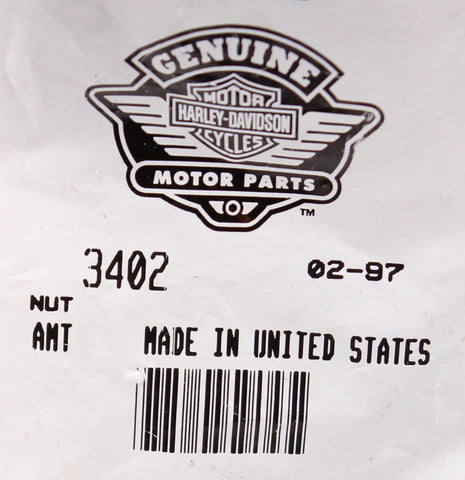 GENUINE
MOTOR
HARLEY-DAVIDSON
CYCLES
MOTOR PARTS
TM
3402 02-97
NUT
AMT MADE IN UNITED STATES